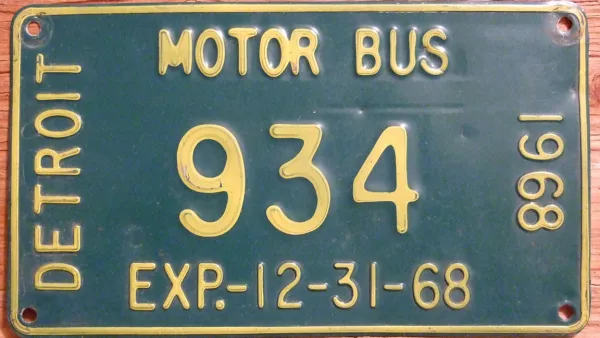 MOTOR BUS
DETROIT
934
1968
EXP.-12-31-68